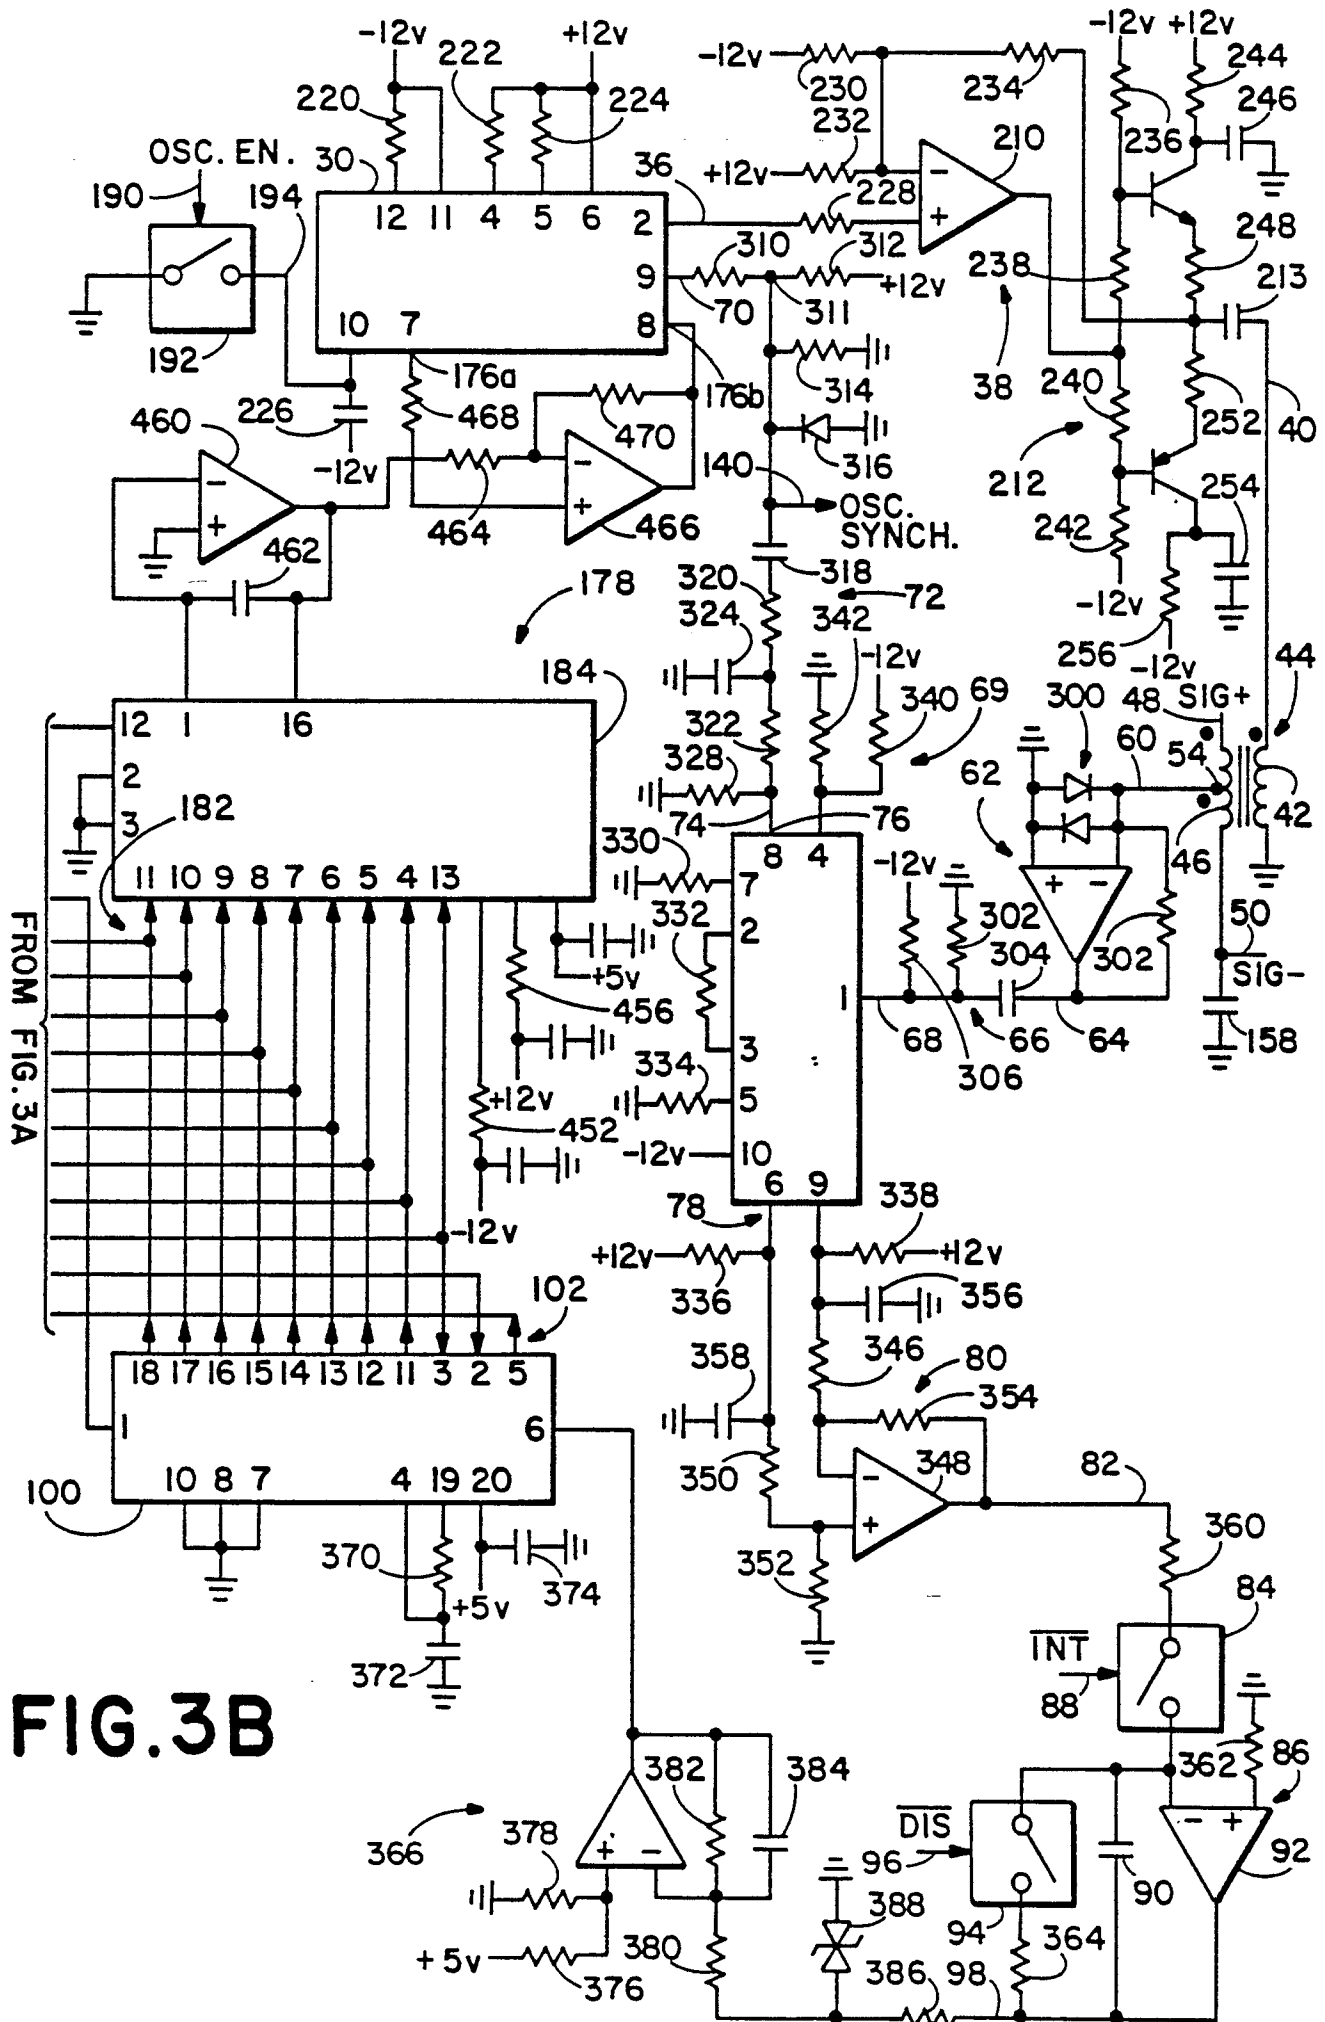 -12v 222 +12v
-12v
230 234
-12v +12v
244
220 224
232
236
246
210
OSC. EN. 30
36
+12v
228
190 194
12 11 4 5 6 2
310 312
238
248
213
9
70 311 +12v
10 7 8
192
176a 176b
314
38
240
252
40
460 226 468 470
-12v
316
140
OSC.
SYNCH.
212
254
464 466
242
462
318
320 72
-12v
178
324 342
256
-12v
-12v
44
184
300 48 SIG+
340 69
60
54
12 1 16
322
328
62
2
3
182
74 76
46 42
330 8 4
-12v
11 10 9 8 7 6 5 4 13
7
332
2
302 304 302
50
SIG-
+5v
456
1
68 66 64
158
3
334
306
FROM FIG. 3A
+12v
5
452
-12v 10
6 9
338
78
-12v
+12v +12v
336
356
102
358
346
80
354
18 17 16 15 14 13 12 11 3 2 5
1 6
350 348 82
10 8 7 4 19 20
100
360
370 374
352
+5v
84
INT
88
372
FIG. 3B
382 384
362 86
DIS
366 378
+ -
96
- +
92
388
90
94 364
+5v
380
376
386 98